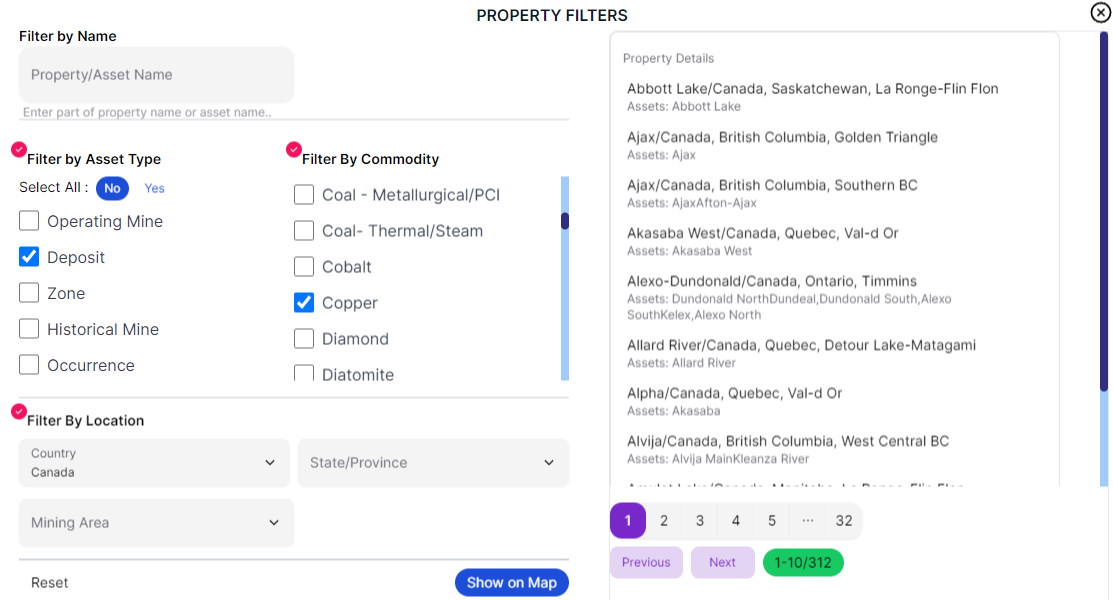 PROPERTY FILTERS
Filter by Name
Property/Asset Name
Enter part of property name or asset name..
Filter by Asset Type
Select All : No Yes
Operating Mine
Deposit
Zone
Historical Mine
Occurrence
Filter By Commodity
Coal - Metallurgical/PCI
Coal- Thermal/Steam
Cobalt
Copper
Diamond
Diatomite
Filter By Location
Country
Canada
State/Province
Mining Area
Reset
Show on Map
Property Details
Abbott Lake/Canada, Saskatchewan, La Ronge-Flin Flon
Assets: Abbott Lake
Ajax/Canada, British Columbia, Golden Triangle
Assets: Ajax
Ajax/Canada, British Columbia, Southern BC
Assets: AjaxAfton-Ajax
Akasaba West/Canada, Quebec, Val-d Or
Assets: Akasaba West
Alexo-Dundonald/Canada, Ontario, Timmins
Assets: Dundonald NorthDundeal,Dundonald South,Alexo
SouthKelex,Alexo North
Allard River/Canada, Quebec, Detour Lake-Matagami
Assets: Allard River
Alpha/Canada, Quebec, Val-d Or
Assets: Akasaba
Alvija/Canada, British Columbia, West Central BC
Assets: Alvija MainKleanza River
1 2 3 4 5 ··· 32
Previous Next 1-10/312